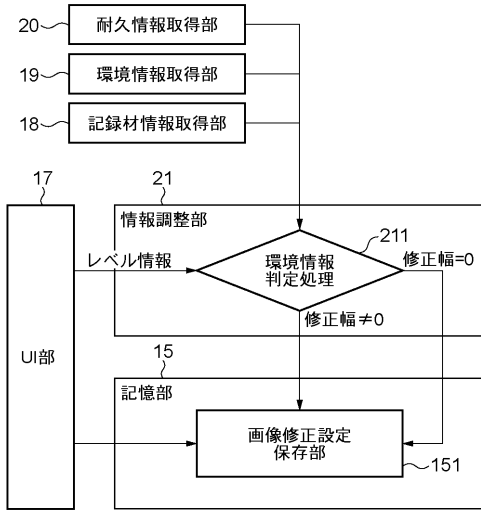 20
耐久情報取得部
19
環境情報取得部
18
記録材情報取得部
17
21
情報調整部
211
レベル情報
環境情報
判定処理
修正幅=0
修正幅≠0
UI部
15
記憶部
画像修正設定
保存部
151